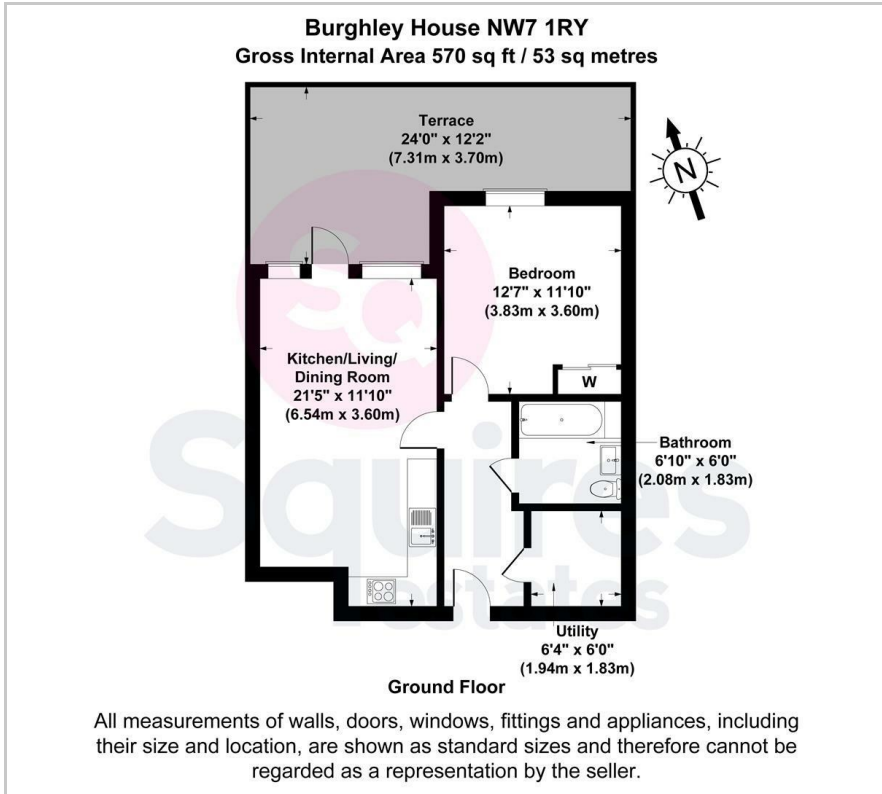 Burghley House NW7 1RY
Gross Internal Area 570 sq ft / 53 sq metres
Terrace
24'0" x 12'2"
(7.31m x 3.70m)
N
Bedroom
12'7" x 11'10"
(3.83m x 3.60m)
SQ
Kitchen/Living/
Dining Room
21'5" x 11'10"
(6.54m x 3.60m)
W
Bathroom
6'10" x 6'0"
(2.08m x 1.83m)
Squires
estates
Utility
6'4" x 6'0"
(1.94m x 1.83m)
Ground Floor
All measurements of walls, doors, windows, fittings and appliances, including
their size and location, are shown as standard sizes and therefore cannot be
regarded as a representation by the seller.